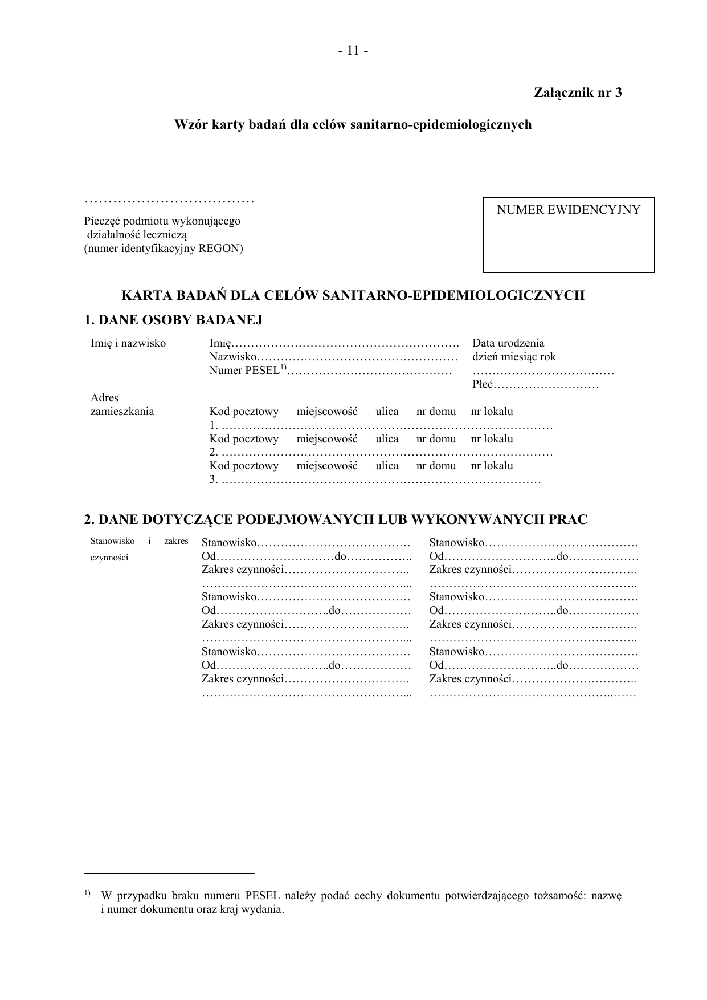 - 11 -
Załącznik nr 3
Wzór karty badań dla celów sanitarno-epidemiologicznych
………………………………
Pieczęć podmiotu wykonującego
działalność leczniczą
(numer identyfikacyjny REGON)
NUMER EWIDENCYJNY
KARTA BADAŃ DLA CELÓW SANITARNO-EPIDEMIOLOGICZNYCH
1. DANE OSOBY BADANEJ
Imię i nazwisko Imię…………………………………………………. Data urodzenia
Nazwisko…………………………………………… dzień miesiąc rok
Numer PESEL1)…………………………………… ………………………………
Płeć………………………
Adres
zamieszkania Kod pocztowy miejscowość ulica nr domu nr lokalu
1. …………………………………………………………………………
Kod pocztowy miejscowość ulica nr domu nr lokalu
2. …………………………………………………………………………
Kod pocztowy miejscowość ulica nr domu nr lokalu
3. ………………………………………………………………………
2. DANE DOTYCZĄCE PODEJMOWANYCH LUB WYKONYWANYCH PRAC
Stanowisko i zakres Stanowisko………………………………… Stanowisko…………………………………
czynności Od…………………………do…………….. Od………………………..do………………
Zakres czynności………………………….. Zakres czynności…………………………..
……………………………………………... ……………………………………………..
Stanowisko………………………………… Stanowisko…………………………………
Od………………………..do……………… Od………………………..do………………
Zakres czynności………………………….. Zakres czynności…………………………..
……………………………………………... ……………………………………………..
Stanowisko………………………………… Stanowisko…………………………………
Od………………………..do……………… Od………………………..do………………
Zakres czynności………………………….. Zakres czynności…………………………..
……………………………………………... ………………………………………..……
1) W przypadku braku numeru PESEL należy podać cechy dokumentu potwierdzającego tożsamość: nazwę
i numer dokumentu oraz kraj wydania.